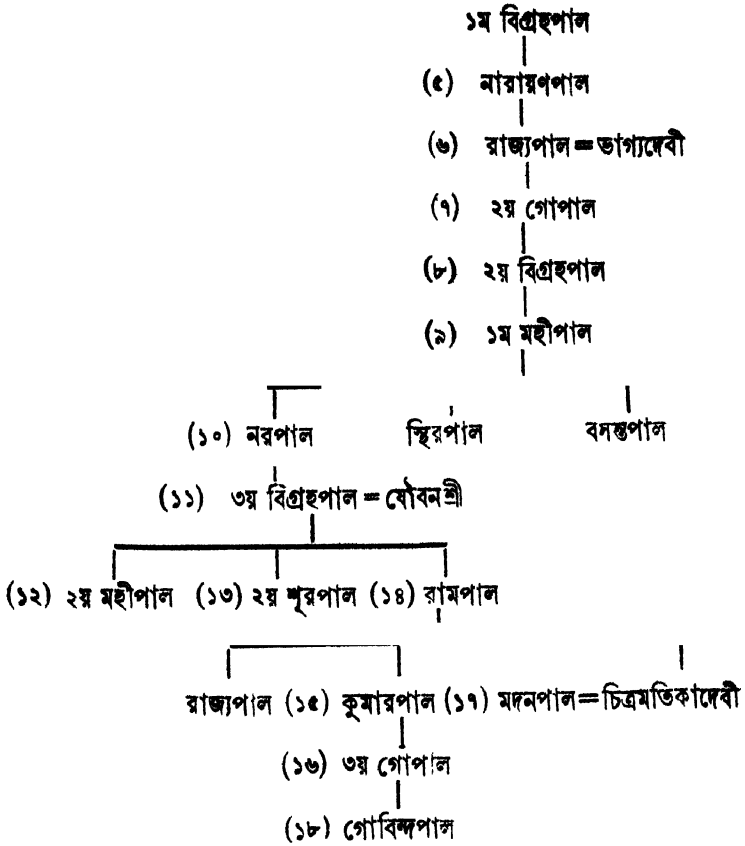 ১ম বিগ্রহপাল
(৫) নারায়ণপাল
(৬) রাজ্যপাল = ভাগ্যদেবী
(৭) ২য় গোপাল
(৮) ২য় বিগ্রহপাল
(৯) ১ম মহীপাল
(১০) নরপাল স্থিরপাল বসন্তপাল
(১১) ৩য় বিগ্রহপাল = যৌবনশ্রী
(১২) ২য় মহীপাল (১৩) ২য় শূরপাল (১৪) রামপাল
রাজ্যপাল (১৫) কুমারপাল (১৭) মদনপাল = চিত্রমতিকাদেবী
(১৬) ৩য় গোপাল
(১৮) গোবিন্দপাল